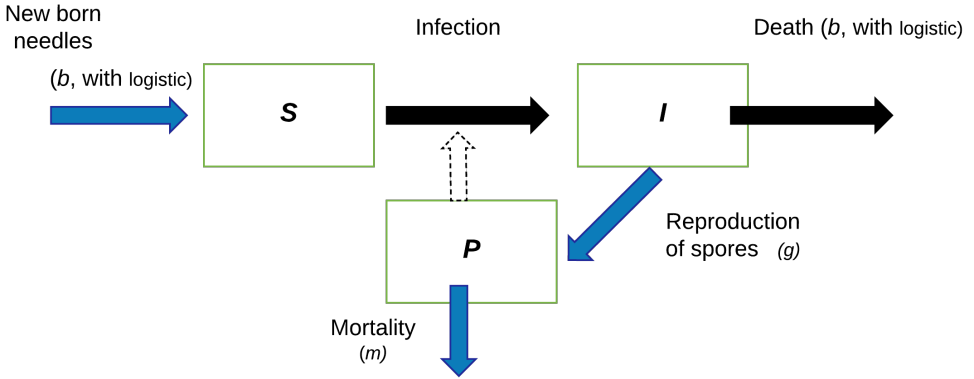 New born
needles
(b, with logistic)
Infection
Death (b, with logistic)
S
I
P
Reproduction
of spores (g)
Mortality
(m)